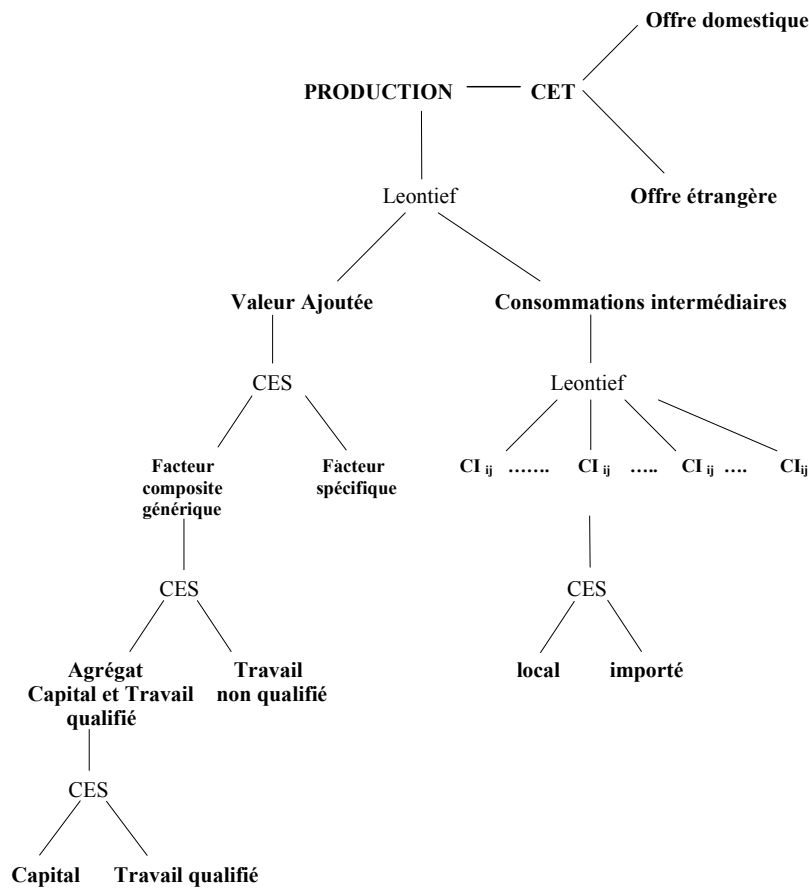 Offre domestique
PRODUCTION CET
Offre étrangère
Leontief
Valeur Ajoutée Consommations intermédiaires
CES Leontief
Facteur
composite
générique
Facteur
spécifique
CI ij ……. CI ij ….. CI ij …. CI ij
CES CES
Agrégat
Capital et Travail
qualifié
Travail
non qualifié
local importé
CES
Capital Travail qualifié